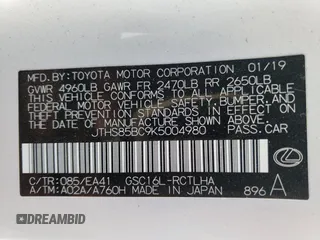 MFD. BY: TOYOTA MOTOR CORPORATION 01/19
GVWR 4960LB GAWR FR 2470LB RR 2650LB
THIS VEHICLE CONFORMS TO ALL APPLICABLE
FEDERAL MOTOR VEHICLE SAFETY, BUMPER, AND
THEFT PREVENTION STANDARDS IN EFFECT ON
THE DATE OF MANUFACTURE SHOWN ABOVE.
JTHS85BC9K5004980 PASS.CAR
C/TR:085/EA41 GSC16L-RCTLHA
A/TM:A02A/A760H MADE IN JAPAN 896 A
DEALERSHIP